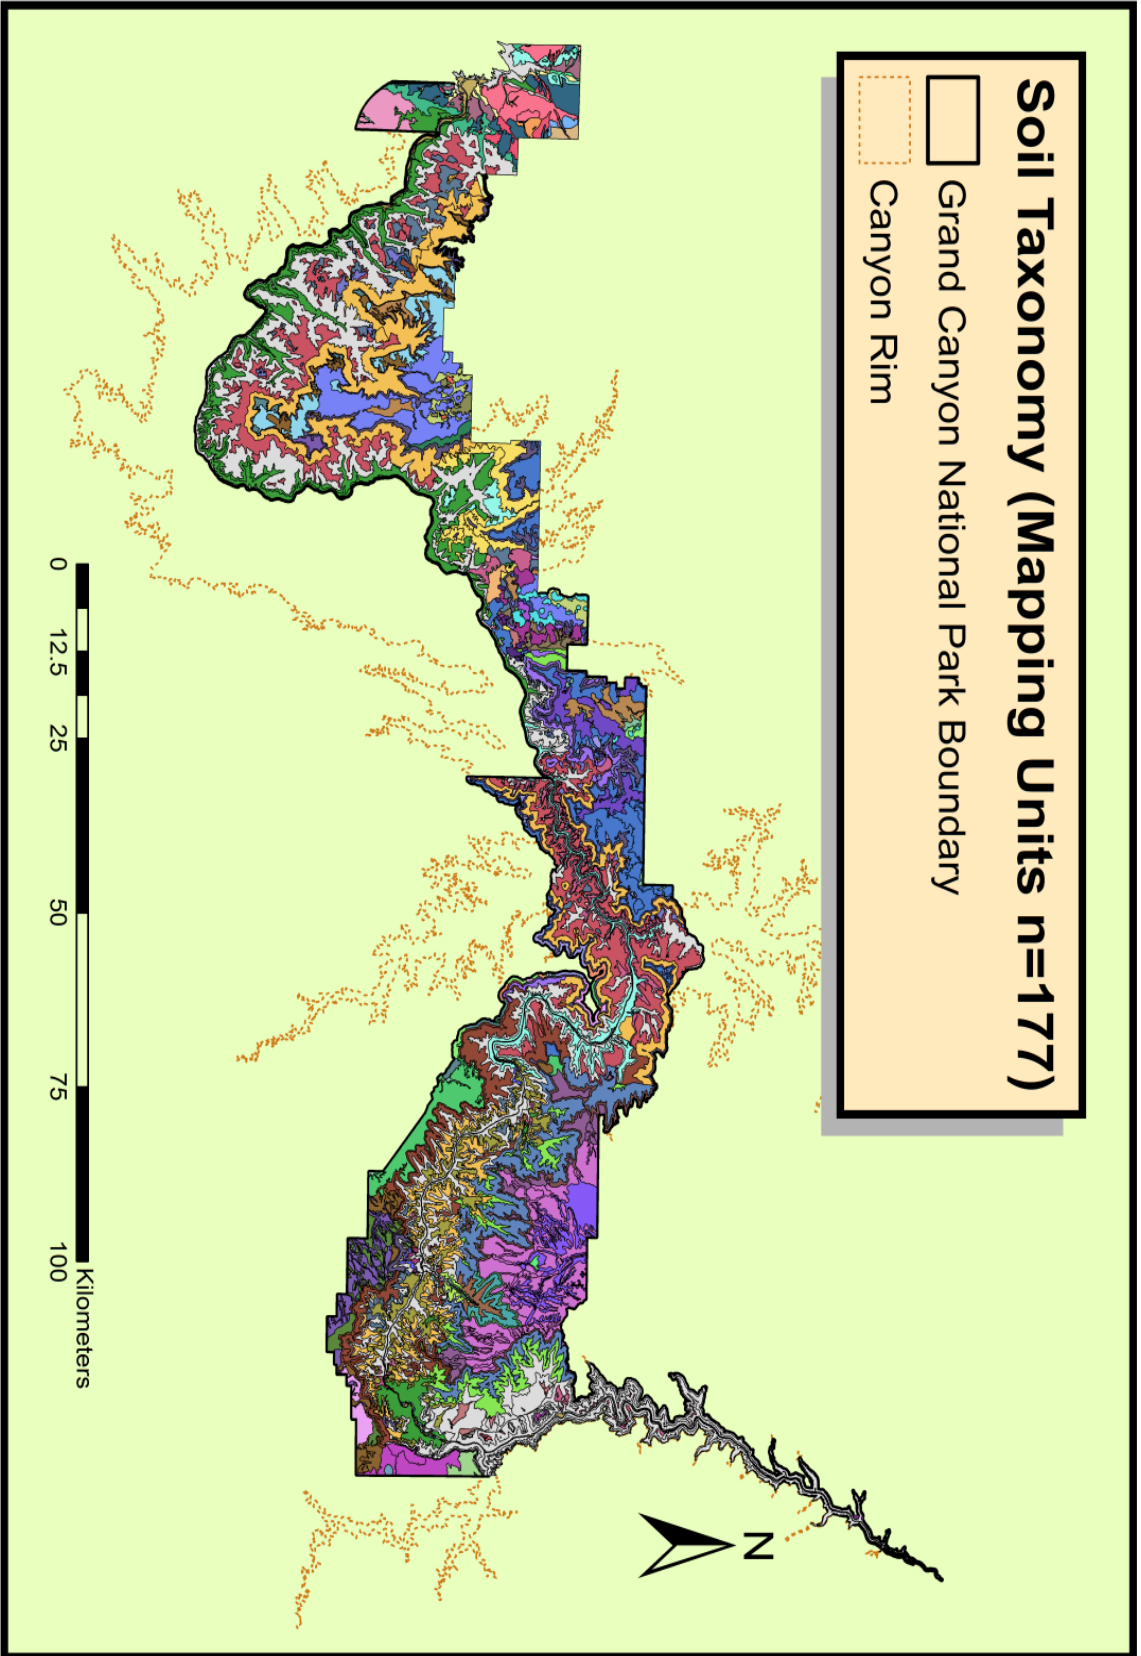 Soil Taxonomy (Mapping Units n=177)
Grand Canyon National Park Boundary
Canyon Rim
N
0 12.5 25 50 75 100
Kilometers